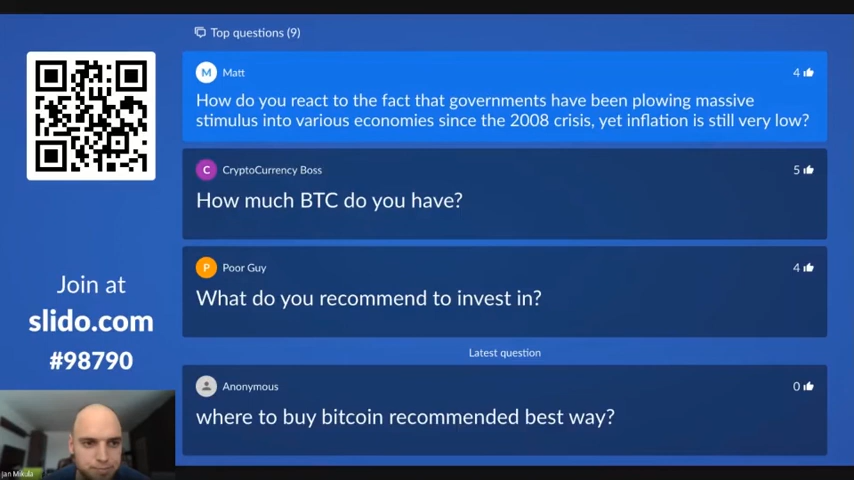 Top questions (9)
M Matt
4
How do you react to the fact that governments have been plowing massive
stimulus into various economies since the 2008 crisis, yet inflation is still very low?
C CryptoCurrency Boss
5
How much BTC do you have?
P Poor Guy
4
What do you recommend to invest in?
Latest question
Anonymous
0
where to buy bitcoin recommended best way?
Join at
slido.com
#98790
Jan Mikula